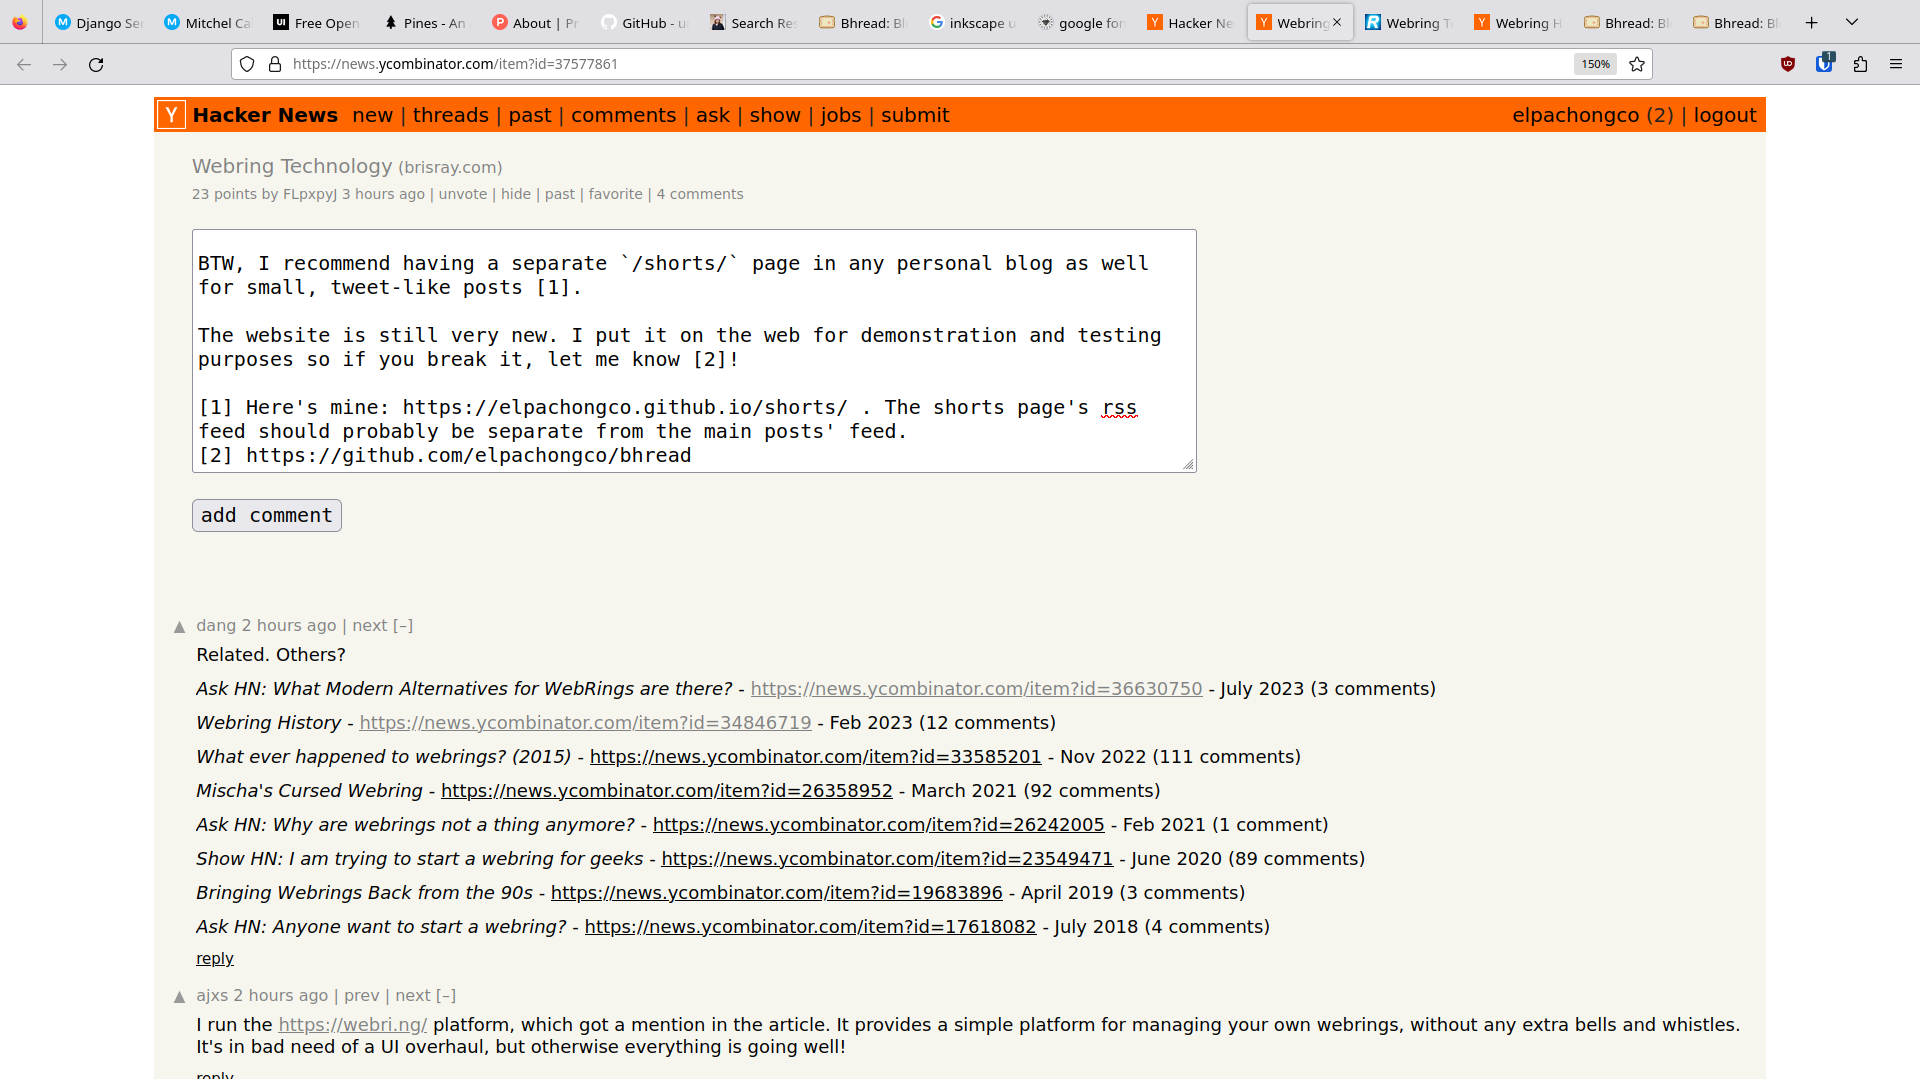 Django Ser
Mitchel Ca
Free Open
Pines - An
About | Pr
GitHub - u
Search Res
Bhread: Bl
inkscape u
google fon
Hacker Ne
Webring
Webring T
Webring H
Bhread: Bl
Bhread: Bl
https://news.ycombinator.com/item?id=37577861
150%
1
Y Hacker News new | threads | past | comments | ask | show | jobs | submit
elpachongco (2) | logout
Webring Technology (brisray.com)
23 points by FLpxpyJ 3 hours ago | unvote | hide | past | favorite | 4 comments
BTW, I recommend having a separate `/shorts/` page in any personal blog as well
for small, tweet-like posts [1].
The website is still very new. I put it on the web for demonstration and testing
purposes so if you break it, let me know [2]!
[1] Here's mine: https://elpachongco.github.io/shorts/ . The shorts page's rss
feed should probably be separate from the main posts' feed.
[2] https://github.com/elpachongco/bhread
add comment
dang 2 hours ago | next [–]
Related. Others?
Ask HN: What Modern Alternatives for WebRings are there? - https://news.ycombinator.com/item?id=36630750 - July 2023 (3 comments)
Webring History - https://news.ycombinator.com/item?id=34846719 - Feb 2023 (12 comments)
What ever happened to webrings? (2015) - https://news.ycombinator.com/item?id=33585201 - Nov 2022 (111 comments)
Mischa's Cursed Webring - https://news.ycombinator.com/item?id=26358952 - March 2021 (92 comments)
Ask HN: Why are webrings not a thing anymore? - https://news.ycombinator.com/item?id=26242005 - Feb 2021 (1 comment)
Show HN: I am trying to start a webring for geeks - https://news.ycombinator.com/item?id=23549471 - June 2020 (89 comments)
Bringing Webrings Back from the 90s - https://news.ycombinator.com/item?id=19683896 - April 2019 (3 comments)
Ask HN: Anyone want to start a webring? - https://news.ycombinator.com/item?id=17618082 - July 2018 (4 comments)
reply
ajxs 2 hours ago | prev | next [–]
I run the https://webri.ng/ platform, which got a mention in the article. It provides a simple platform for managing your own webrings, without any extra bells and whistles.
It's in bad need of a UI overhaul, but otherwise everything is going well!
reply